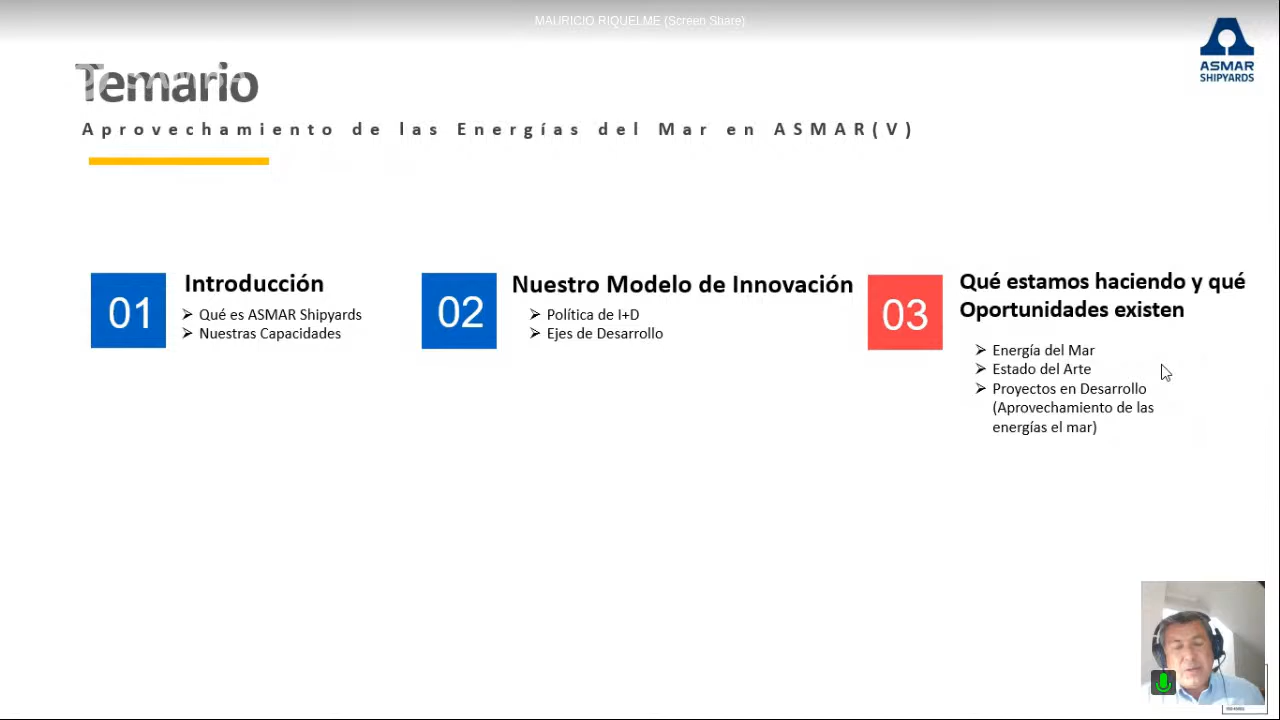 MAURICIO RIQUELME (Screen Share)
ASMAR
SHIPYARDS
Temario
Aprovechamiento de las Energías del Mar en ASMAR(V)
01
Introducción
➢ Qué es ASMAR Shipyards
➢ Nuestras Capacidades
02
Nuestro Modelo de Innovación
➢ Política de I+D
➢ Ejes de Desarrollo
03
Qué estamos haciendo y qué
Oportunidades existen
➢ Energía del Mar
➢ Estado del Arte
➢ Proyectos en Desarrollo
(Aprovechamiento de las
energías el mar)